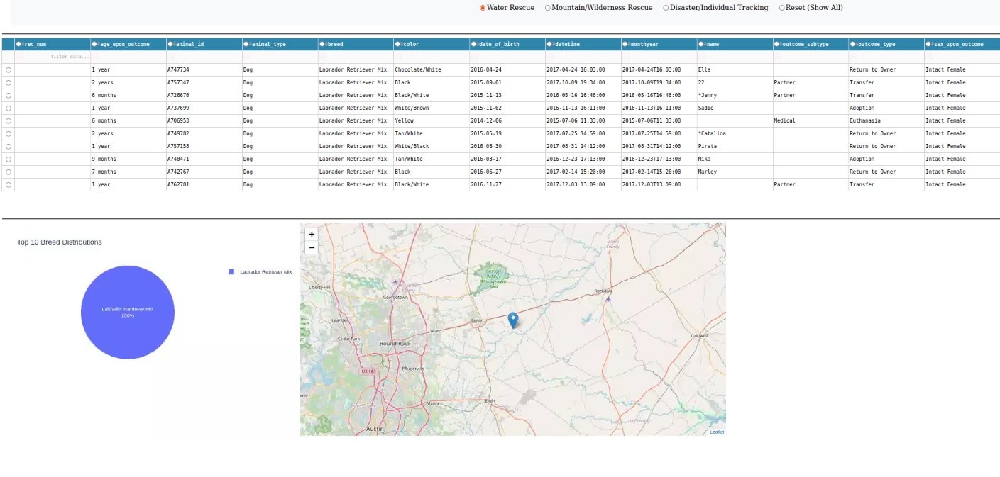 Water Rescue Mountain/Wilderness Rescue Disaster/Individual Tracking Reset (Show All)
rec_num age_upon_outcome animal_id animal_type breed color date_of_birth datetime monthyear name outcome_subtype outcome_type sex_upon_outcome
filter data...
1 year A747734 Dog Labrador Retriever Mix Chocolate/White 2016-04-24 2017-04-24 16:03:00 2017-04-24T16:03:00 Ella Return to Owner Intact Female
2 years A757347 Dog Labrador Retriever Mix Black 2015-09-01 2017-10-09 19:34:00 2017-10-09T19:34:00 22 Partner Transfer Intact Female
6 months A726670 Dog Labrador Retriever Mix Black/White 2015-11-13 2016-05-16 16:48:00 2016-05-16T16:48:00 *Jenny Partner Transfer Intact Female
1 year A737699 Dog Labrador Retriever Mix White/Brown 2015-11-02 2016-11-13 16:11:00 2016-11-13T16:11:00 Sadie Adoption Intact Female
6 months A706953 Dog Labrador Retriever Mix Yellow 2014-12-06 2015-07-06 11:33:00 2015-07-06T11:33:00 Medical Euthanasia Intact Female
2 years A749782 Dog Labrador Retriever Mix Tan/White 2015-05-19 2017-07-25 14:59:00 2017-07-25T14:59:00 *Catalina Return to Owner Intact Female
1 year A757158 Dog Labrador Retriever Mix White/Black 2016-08-30 2017-08-31 14:12:00 2017-08-31T14:12:00 Pirata Return to Owner Intact Female
9 months A740471 Dog Labrador Retriever Mix Tan/White 2016-03-17 2016-12-23 17:13:00 2016-12-23T17:13:00 Mika Adoption Intact Female
7 months A742767 Dog Labrador Retriever Mix Black 2016-06-27 2017-02-14 15:20:00 2017-02-14T15:20:00 Marley Return to Owner Intact Female
1 year A762781 Dog Labrador Retriever Mix Black/White 2016-11-27 2017-12-03 13:09:00 2017-12-03T13:09:00 Partner Transfer Intact Female
Top 10 Breed Distributions
Labrador Retriever Mix
Labrador Retriever Mix
100%
+
−
Milam
County
Granger
Wildlife
Management
Area
Williamson
County
Liberty Hill
Georgetown
Rockdale
Leander
Taylor
Hutto
Cedar Park
Round Rock
Caldwell
US 183
Pflugerville
Manor
Elgin
Travis County
Lee County
Austin
Leaflet